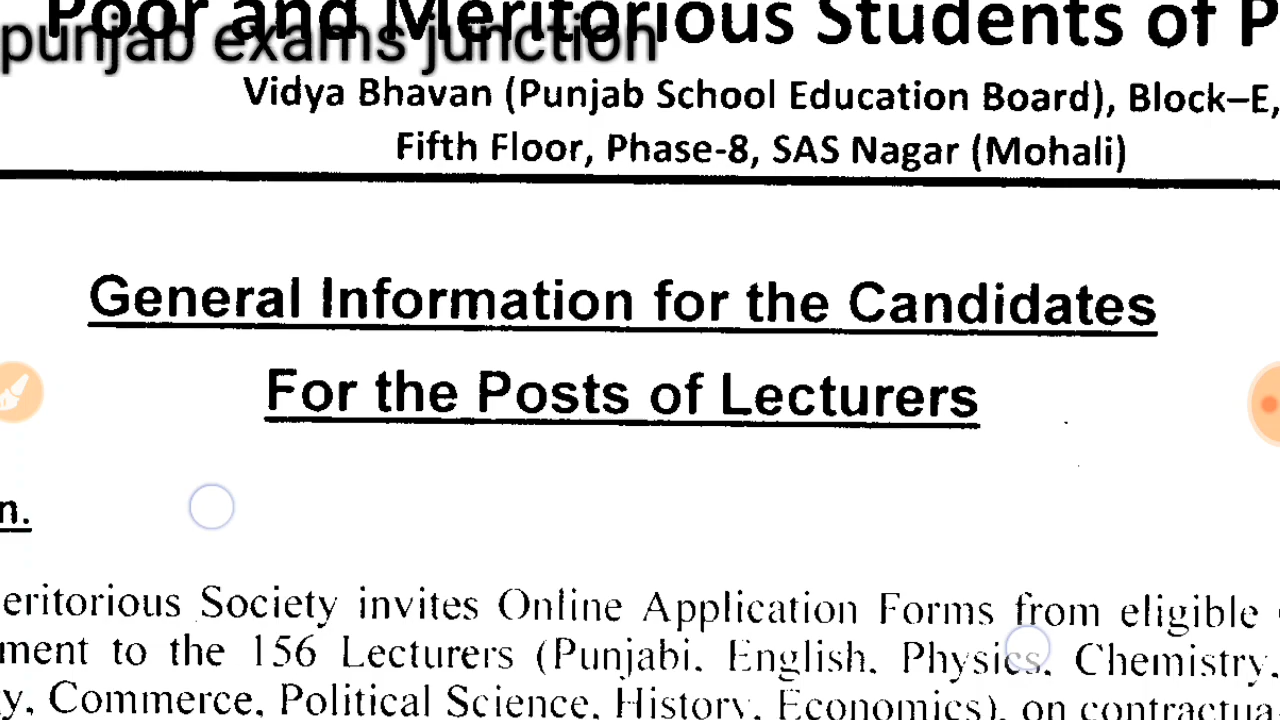 Poor and Meritorious Students of P
punjab exams junction
Vidya Bhavan (Punjab School Education Board), Block–E,
Fifth Floor, Phase-8, SAS Nagar (Mohali)
General Information for the Candidates
For the Posts of Lecturers
n.
eritorious Society invites Online Application Forms from eligible
ment to the 156 Lecturers (Punjabi, English, Physics, Chemistry,
y, Commerce, Political Science, History, Economics), on contractua